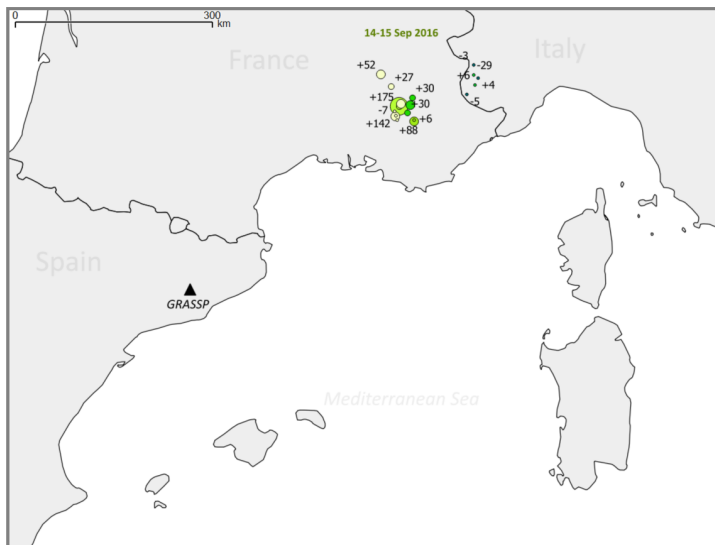 0
300
km
14-15 Sep 2016
France
Italy
-3
-29
+52
+6
+27
+4
+30
+175
+30
-5
-7
+6
+142
+88
Spain
GRASSP
Mediterranean Sea